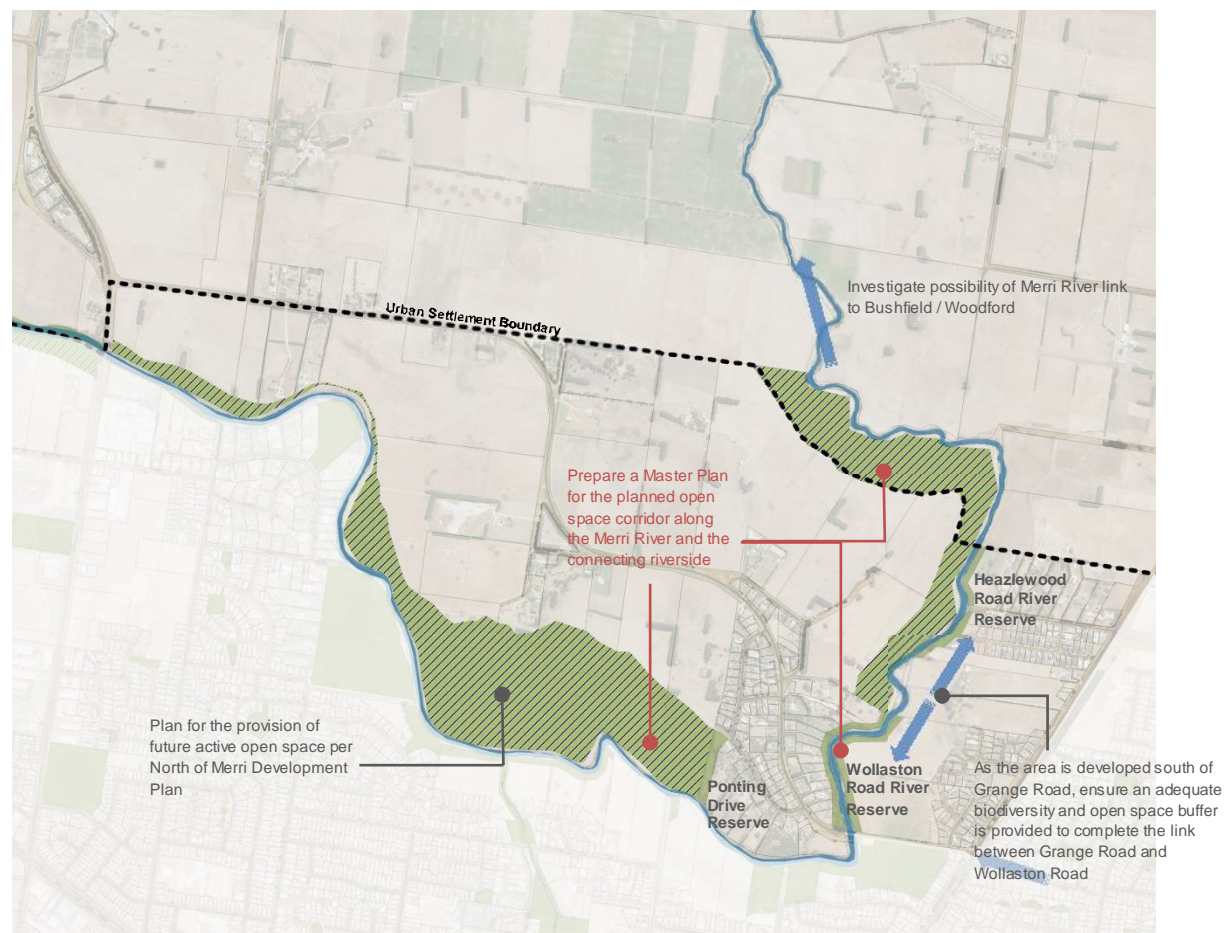 Investigate possibility of Merri River link
to Bushfield / Woodford
Urban Settlement Boundary
Prepare a Master Plan
for the planned open
space corridor along
the Merri River and the
connecting riverside
Heazlewood
Road River
Reserve
Plan for the provision of
future active open space per
North of Merri Development
Plan
Ponting
Drive
Reserve
Wollaston
Road River
Reserve
As the area is developed south of
Grange Road, ensure an adequate
biodiversity and open space buffer
is provided to complete the link
between Grange Road and
Wollaston Road